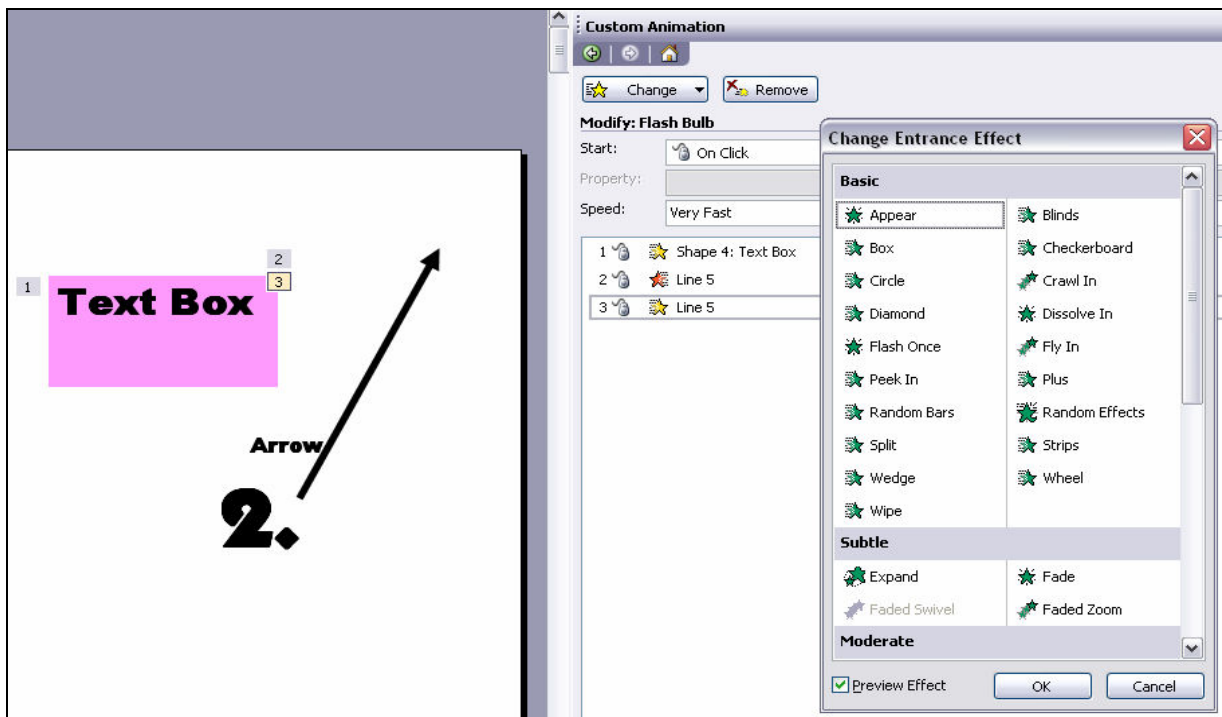 Custom Animation
Change
Remove
Modify: Flash Bulb
Start:
On Click
Property:
Speed:
Very Fast
1 Shape 4: Text Box
2 Line 5
3 Line 5
1
2
3
Text Box
Arrow
2.
Change Entrance Effect
Basic
Appear Blinds
Box Checkerboard
Circle Crawl In
Diamond Dissolve In
Flash Once Fly In
Peek In Plus
Random Bars Random Effects
Split Strips
Wedge Wheel
Wipe
Subtle
Expand Fade
Faded Swivel Faded Zoom
Moderate
Preview Effect OK Cancel